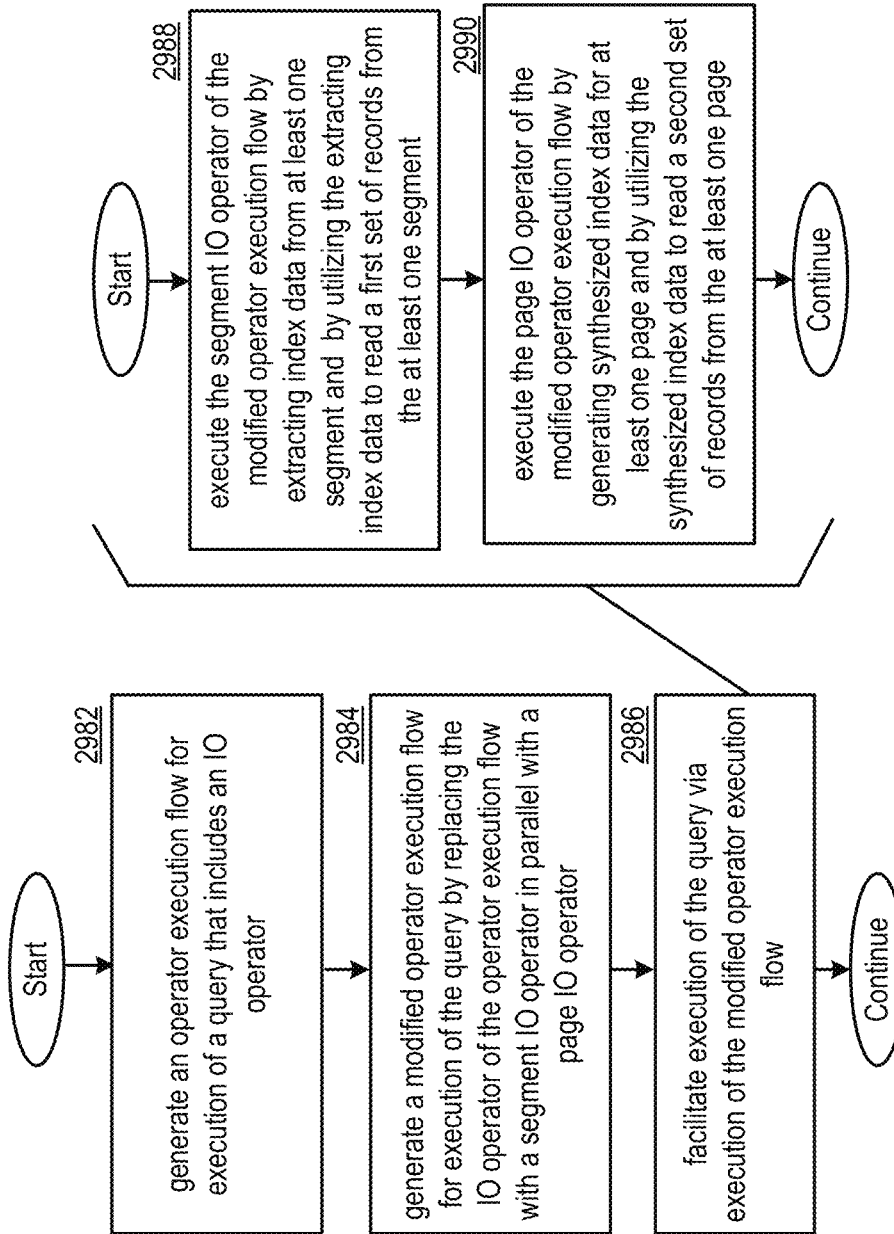 Start
2982
generate an operator execution flow for
execution of a query that includes an IO
operator
2984
generate a modified operator execution flow
for execution of the query by replacing the
IO operator of the operator execution flow
with a segment IO operator in parallel with a
page IO operator
2986
facilitate execution of the query via
execution of the modified operator execution
flow
Continue
Start
2988
execute the segment IO operator of the
modified operator execution flow by
extracting index data from at least one
segment and by utilizing the extracting
index data to read a first set of records from
the at least one segment
2990
execute the page IO operator of the
modified operator execution flow by
generating synthesized index data for at
least one page and by utilizing the
synthesized index data to read a second set
of records from the at least one page
Continue